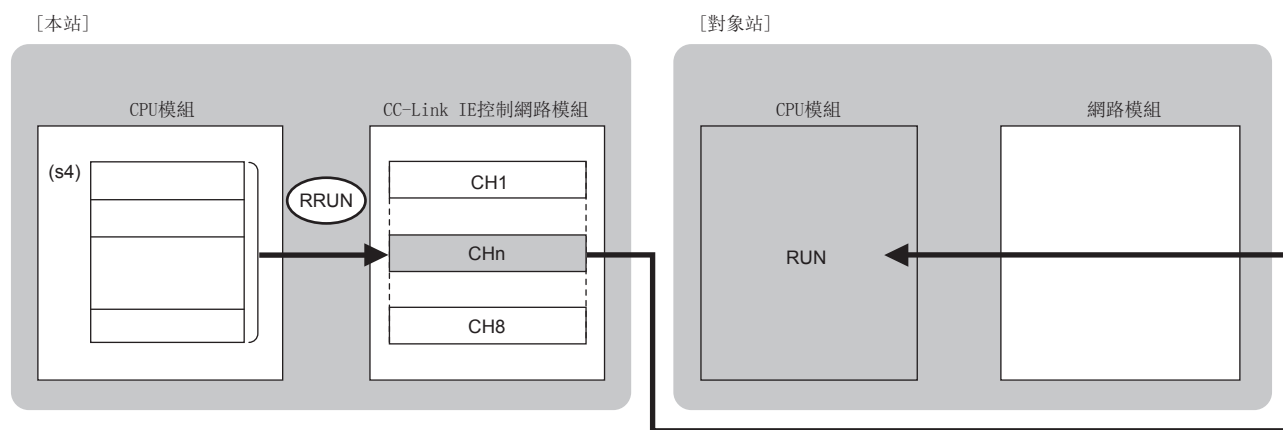 [本站]
[對象站]
CPU模組
CC-Link IE控制網路模組
CPU模組
網路模組
(s4)
RRUN
CH1
CHn
CH8
RUN